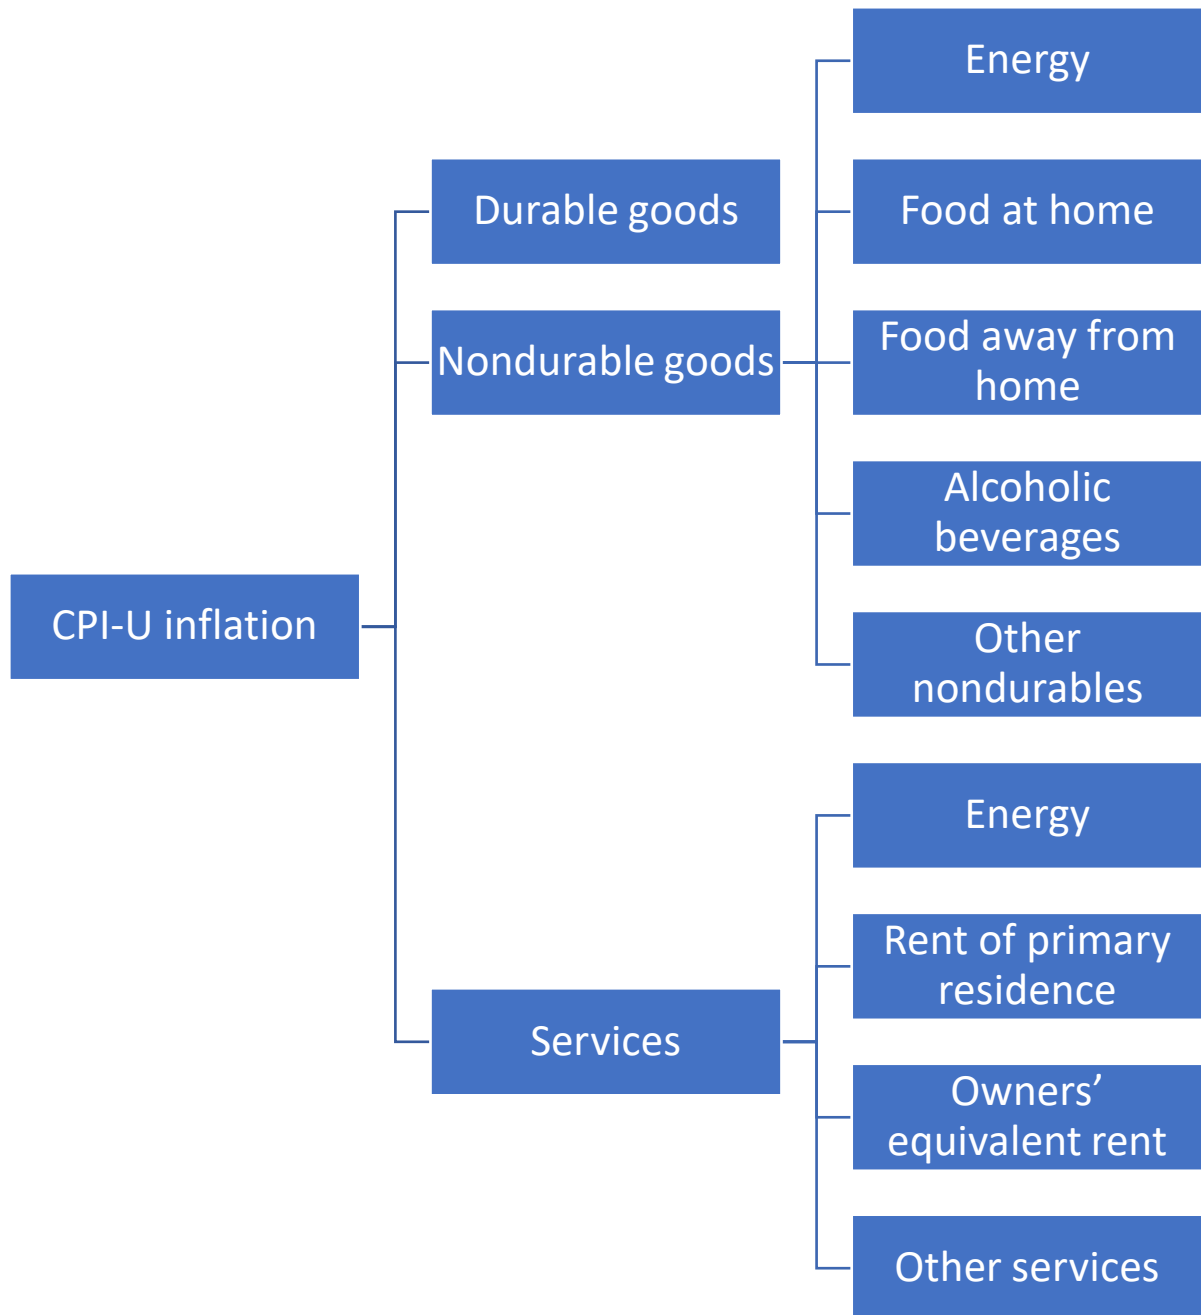 CPI-U inflation
Durable goods
Nondurable goods
Energy
Food at home
Food away from
home
Alcoholic
beverages
Other
nondurables
Services
Energy
Rent of primary
residence
Owners’
equivalent rent
Other services